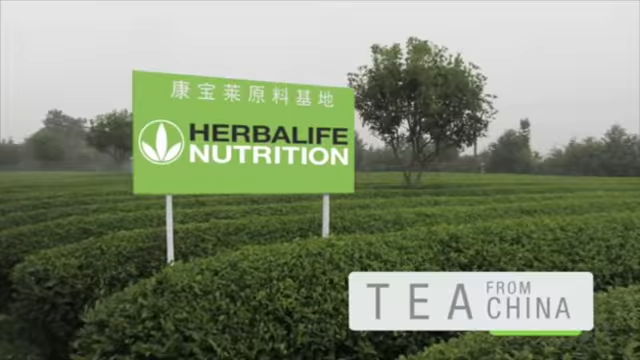 康宝莱原料基地
HERBALIFE
NUTRITION
TEA FROM
CHINA